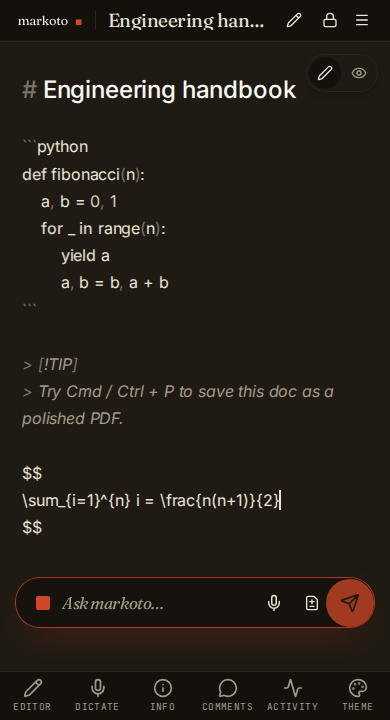 markoto
Engineering han...
# Engineering handbook
```python
def fibonacci(n):
    a, b = 0, 1
    for _ in range(n):
        yield a
        a, b = b, a + b
```
> [!TIP]
> Try Cmd / Ctrl + P to save this doc as a
polished PDF.
$$
\sum_{i=1}^{n} i = \frac{n(n+1)}{2}
$$
Ask markoto...
EDITOR DICTATE INFO COMMENTS ACTIVITY THEME